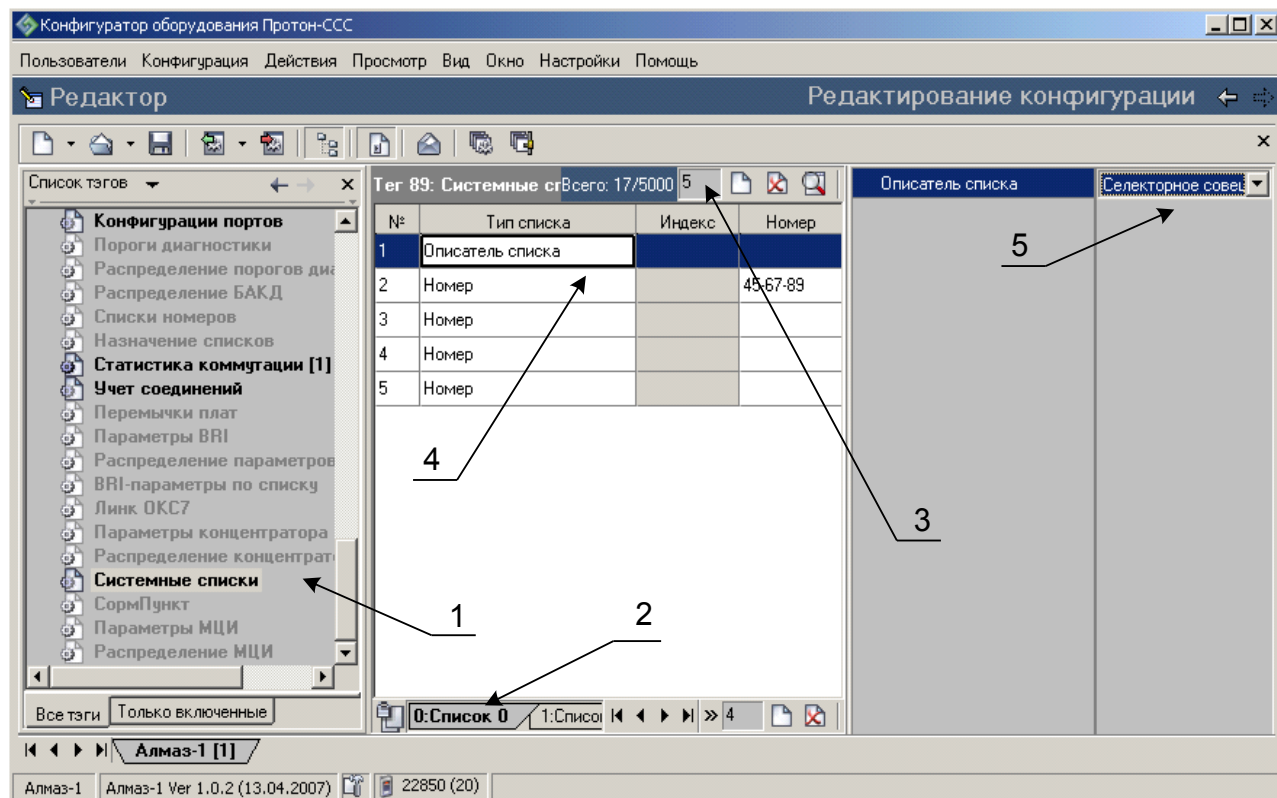 Конфигуратор оборудования Протон-ССС
Пользователи Конфигурация Действия Просмотр Вид Окно Настройки Помощь
Редактор
Редактирование конфигурации
Список тэгов
Конфигурации портов
Пороги диагностики
Распределение порогов диа
Распределение БАКД
Списки номеров
Назначение списков
Статистика коммутации [1]
Учет соединений
Перемычки плат
Параметры BRI
Распределение параметров
BRI-параметры по списку
Линк ОКС7
Параметры концентратора
Распределение концентрат
Системные списки
СормПункт
Параметры МЦИ
Распределение МЦИ
Все тэги Только включенные
Тег 89: Системные сп Всего: 17/5000 5
№ Тип списка Индекс Номер
1 Описатель списка
2 Номер 45-67-89
3 Номер
4 Номер
5 Номер
0:Список 0 1:Списо 4
Описатель списка Селекторное совещ
1
2
3
4
5
Алмаз-1 [1]
Алмаз-1 Алмаз-1 Ver 1.0.2 (13.04.2007) 22850 (20)